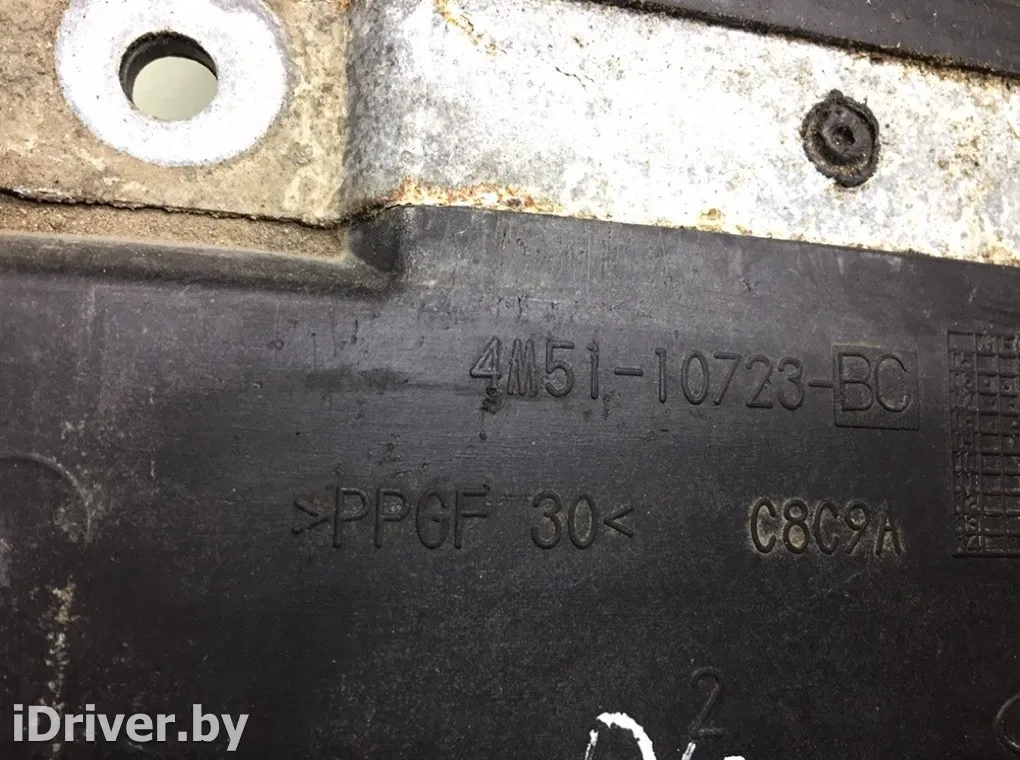 4M51-10723-BC
>PPGF 30< C8C9A
2
iDriver.by